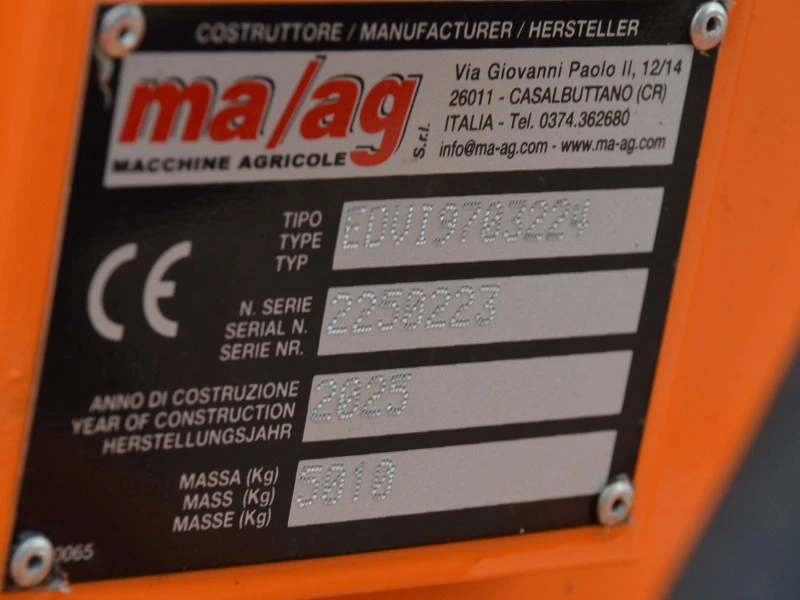 COSTRUTTORE / MANUFACTURER / HERSTELLER
ma/ag S.r.l.
MACCHINE AGRICOLE
Via Giovanni Paolo II, 12/14
26011 - CASALBUTTANO (CR)
ITALIA - Tel. 0374.362680
info@ma-ag.com - www.ma-ag.com
CE
TIPO
TYPE
TYP
EDV19703224
N. SERIE
SERIAL N.
SERIE NR.
2250223
ANNO DI COSTRUZIONE
YEAR OF CONSTRUCTION
HERSTELLUNGSJAHR
2025
MASSA (Kg)
MASS (Kg)
MASSE (Kg)
5010